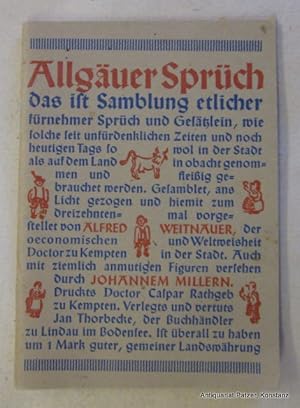 Allgäuer Sprüch
das ist Samblung etlicher
fürnehmer Sprüch und Gesätzlein, wie
solche seit unfürdenklichen Zeiten und noch
heutigen Tags so wol in der Stadt
als auf dem Land in obacht genom-
men und fleißig ge-
brauchet werden. Gesamblet, ans
Licht gezogen und hiemit zum
dreizehnten- mal vorge-
stellet von ALFRED WEITNAUER, der
oeconomischen und Weltweisheit
Doctor zu Kempten in der Stadt. Auch
mit ziemlich anmutigen Figuren versehen
durch JOHANNEM MILLERN.
Druckts Doctor Caspar Rathgeb
zu Kempten. Verlegts und vertuts
Jan Thorbecke, der Buchhändler
zu Lindau im Bodensee. Ist überall zu haben
um 1 Mark guter, gemeiner Landswährung
Antiquariat Patzer, Konstanz